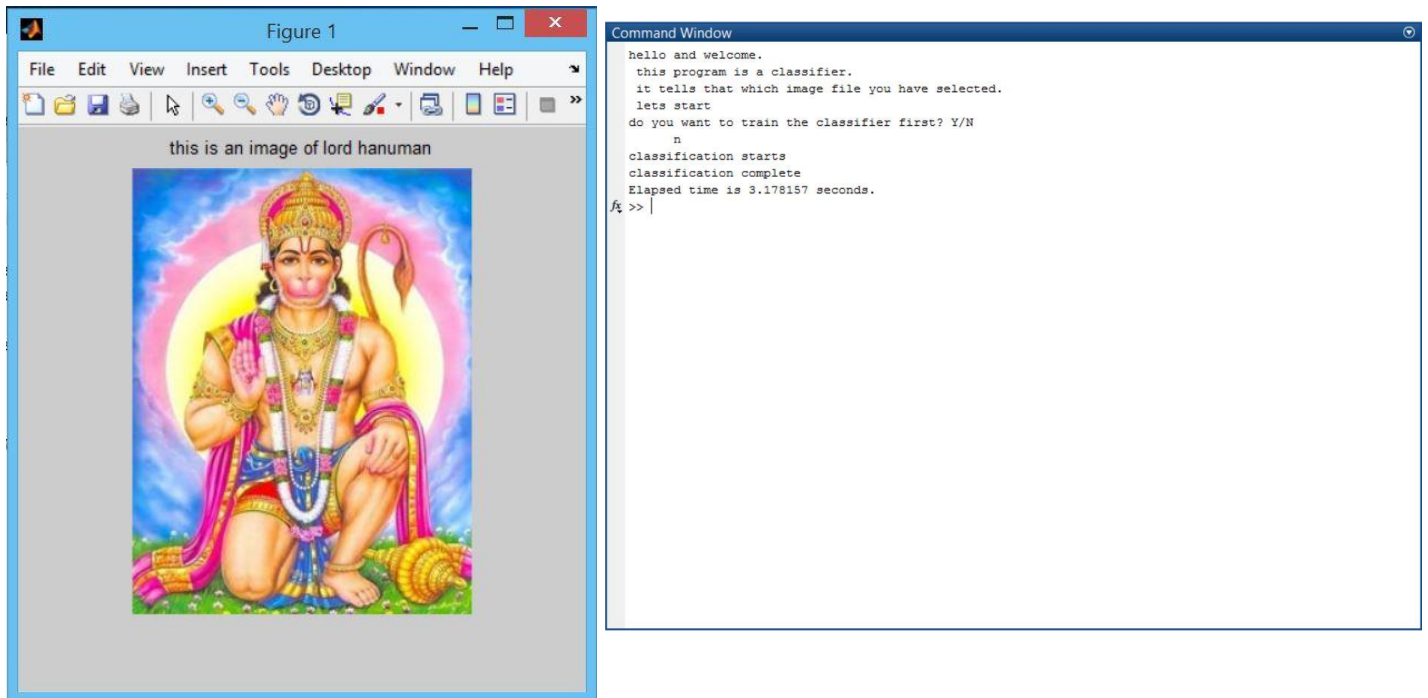 Figure 1
File Edit View Insert Tools Desktop Window Help
this is an image of lord hanuman
Command Window
hello and welcome.
this program is a classifier.
it tells that which image file you have selected.
lets start
do you want to train the classifier first? Y/N
n
classification starts
classification complete
Elapsed time is 3.178157 seconds.
fx >>